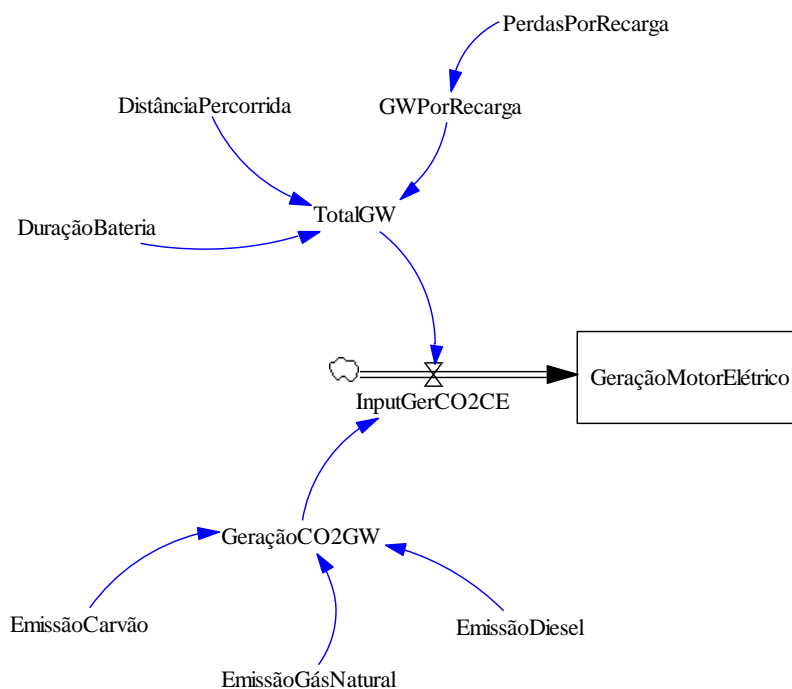 PerdasPorRecarga
DistânciaPercorrida
GWPorRecarga
TotalGW
DuraçãoBateria
GeraçãoMotorElétrico
InputGerCO2CE
GeraçãoCO2GW
EmissãoCarvão
EmissãoDiesel
EmissãoGásNatural